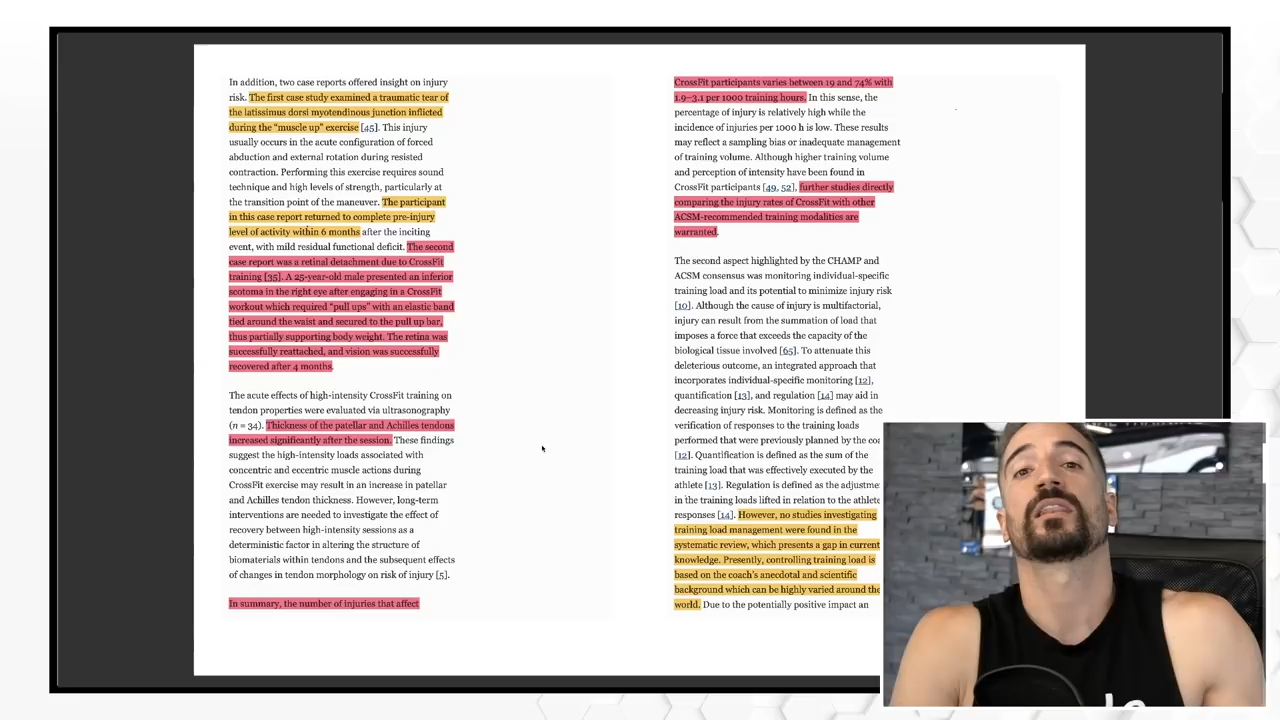 In addition, two case reports offered insight on injury
risk. The first case study examined a traumatic tear of
the latissimus dorsi myotendinous junction inflicted
during the “muscle up” exercise [45]. This injury
usually occurs in the acute configuration of forced
abduction and external rotation during resisted
contraction. Performing this exercise requires sound
technique and high levels of strength, particularly at
the transition point of the maneuver. The participant
in this case report returned to complete pre-injury
level of activity within 6 months after the inciting
event, with mild residual functional deficit. The second
case report was a retinal detachment due to CrossFit
training [35]. A 25-year-old male presented an inferior
scotoma in the right eye after engaging in a CrossFit
workout which required “pull ups” with an elastic band
tied around the waist and secured to the pull up bar,
thus partially supporting body weight. The retina was
successfully reattached, and vision was successfully
recovered after 4 months.
The acute effects of high-intensity CrossFit training on
tendon properties were evaluated via ultrasonography
(n = 34). Thickness of the patellar and Achilles tendons
increased significantly after the session. These findings
suggest the high-intensity loads associated with
concentric and eccentric muscle actions during
CrossFit exercise may result in an increase in patellar
and Achilles tendon thickness. However, long-term
interventions are needed to investigate the effect of
recovery between high-intensity sessions as a
deterministic factor in altering the structure of
biomaterials within tendons and the subsequent effects
of changes in tendon morphology on risk of injury [5].
In summary, the number of injuries that affect
CrossFit participants varies between 19 and 74% with
1.9–3.1 per 1000 training hours. In this sense, the
percentage of injury is relatively high while the
incidence of injuries per 1000 h is low. These results
may reflect a sampling bias or inadequate management
of training volume. Although higher training volume
and perception of intensity have been found in
CrossFit participants [49, 52], further studies directly
comparing the injury rates of CrossFit with other
ACSM-recommended training modalities are
warranted.
The second aspect highlighted by the CHAMP and
ACSM consensus was monitoring individual-specific
training load and its potential to minimize injury risk
[10]. Although the cause of injury is multifactorial,
injury can result from the summation of load that
imposes a force that exceeds the capacity of the
biological tissue involved [65]. To attenuate this
deleterious outcome, an integrated approach that
incorporates individual-specific monitoring [12],
quantification [13], and regulation [14] may aid in
decreasing injury risk. Monitoring is defined as the
verification of responses to the training loads
performed that were previously planned by the coa
[12]. Quantification is defined as the sum of the
training load that was effectively executed by the
athlete [13]. Regulation is defined as the adjustme
in the training loads lifted in relation to the athlete
responses [14]. However, no studies investigating
training load management were found in the
systematic review, which presents a gap in current
knowledge. Presently, controlling training load is
based on the coach's anecdotal and scientific
background which can be highly varied around the
world. Due to the potentially positive impact an